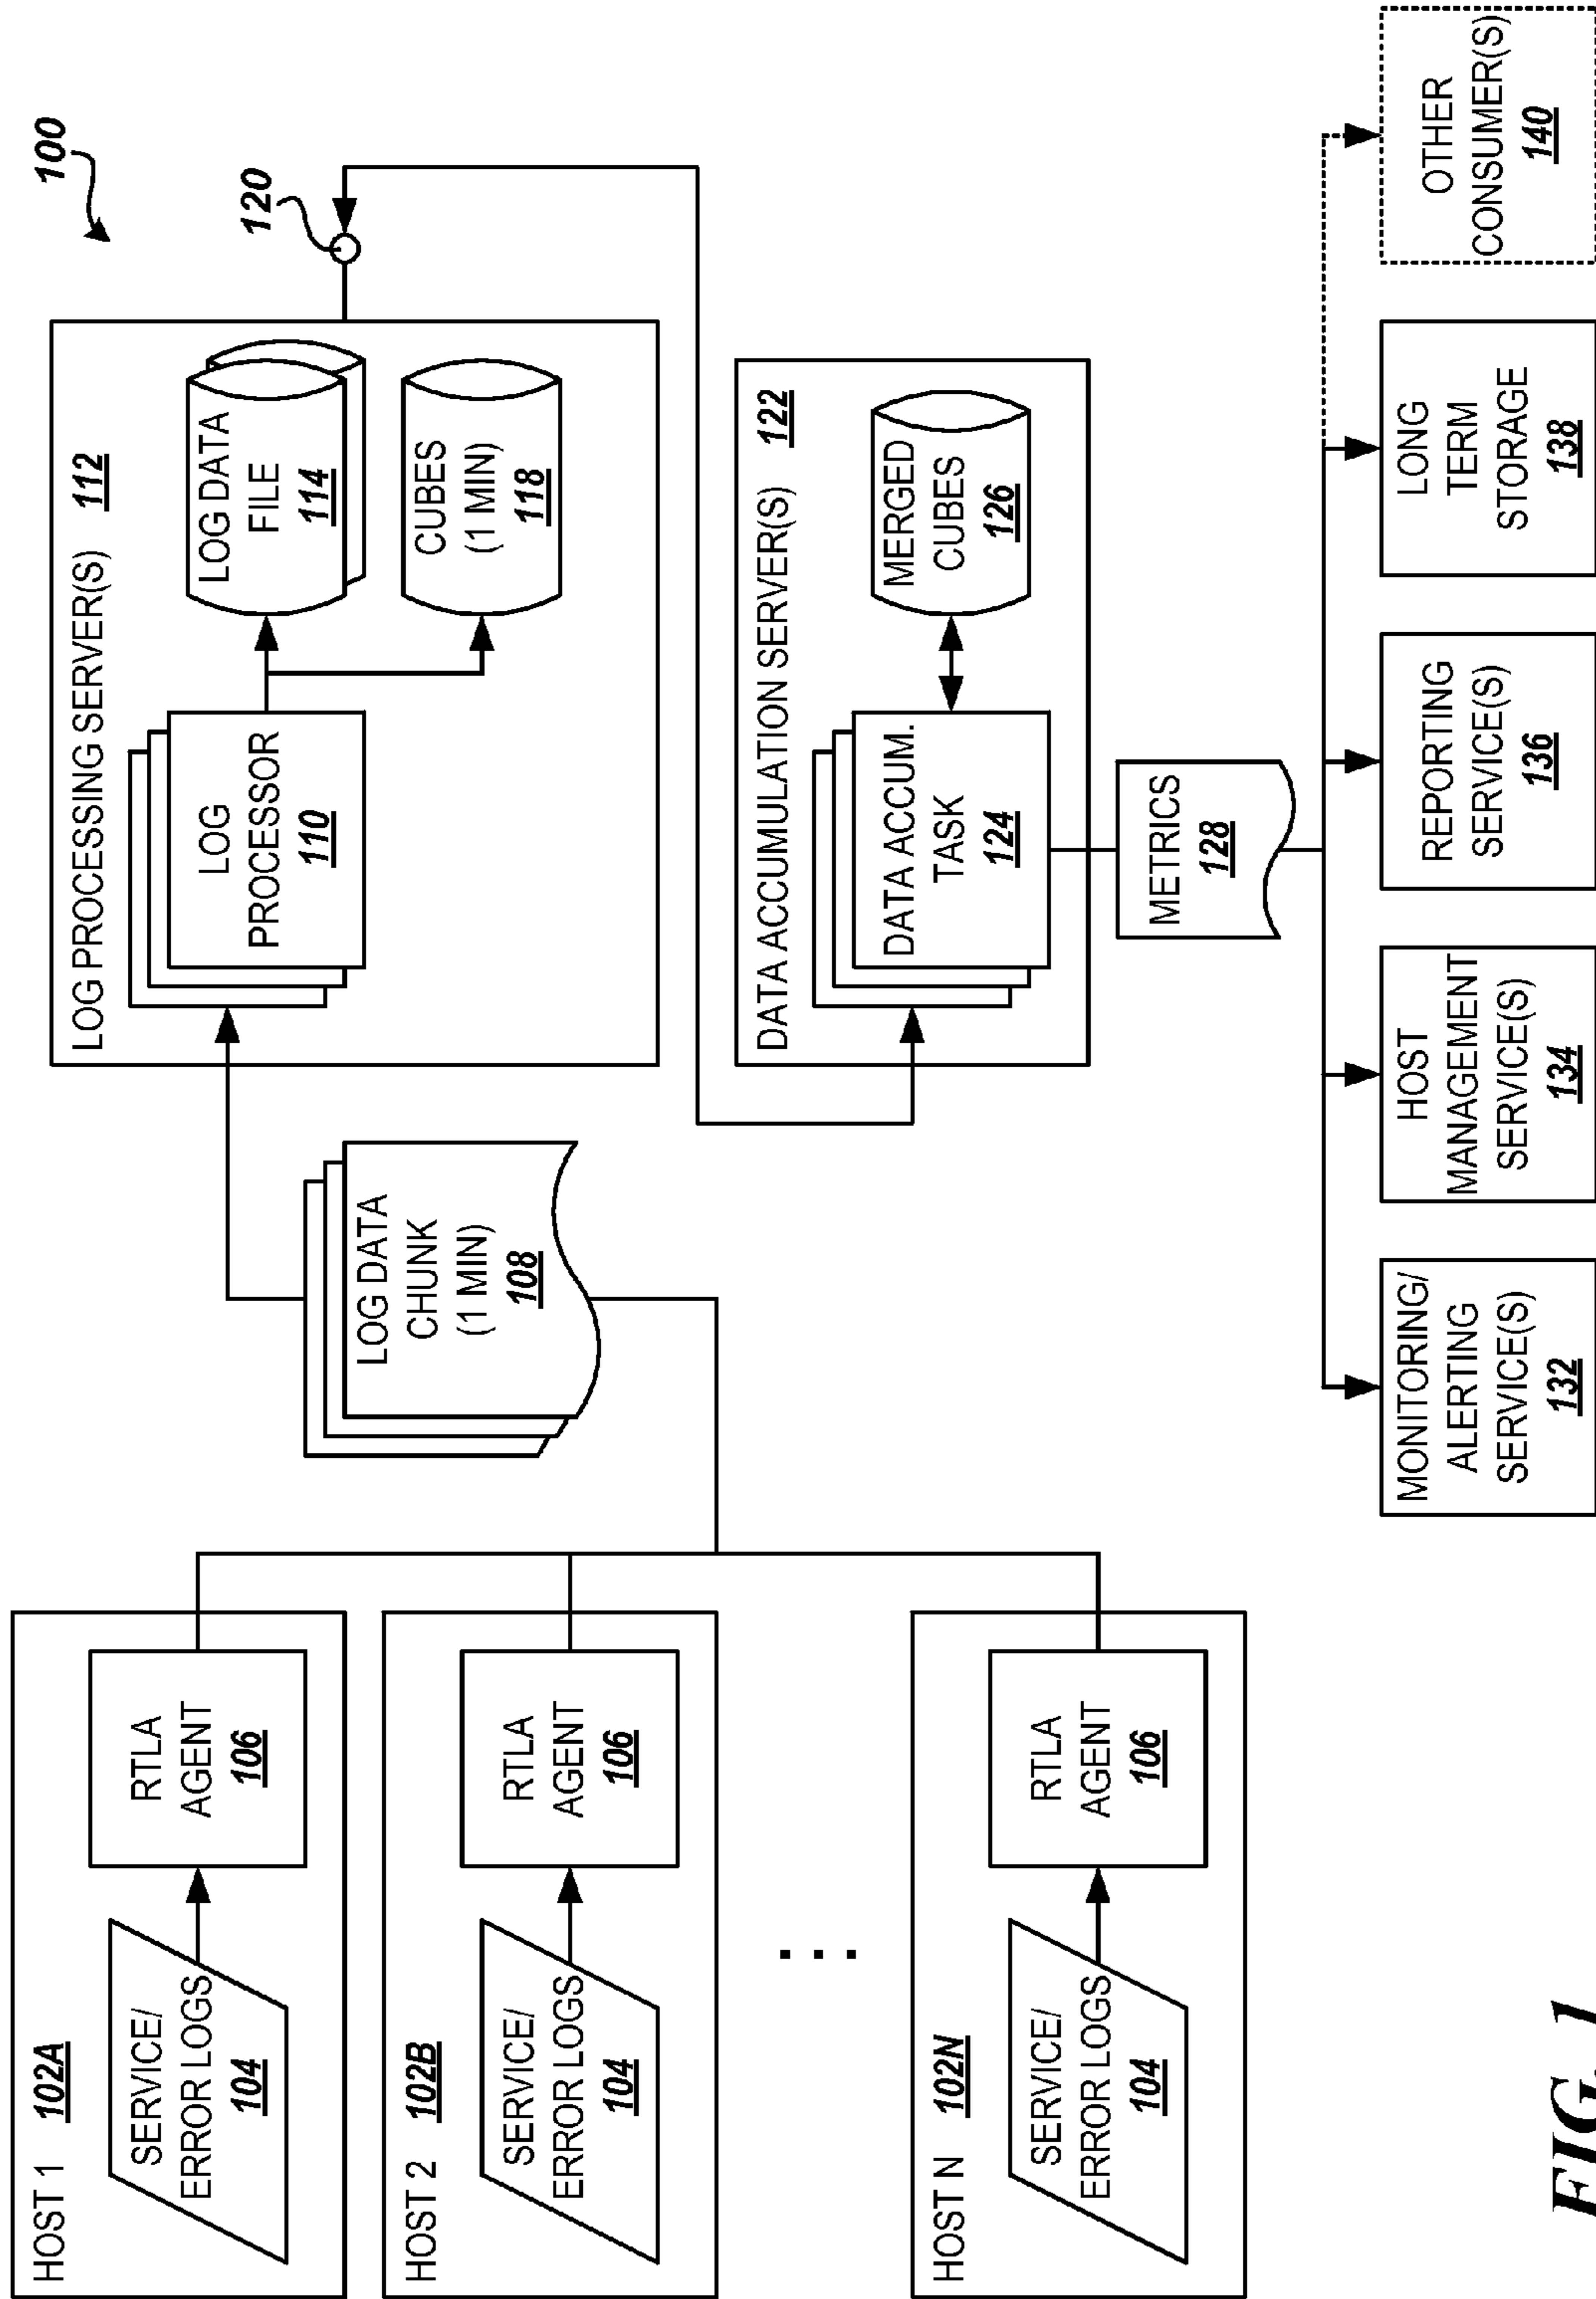 100
HOST 1 102A
SERVICE/
ERROR LOGS
104
RTLA
AGENT
106
HOST 2 102B
SERVICE/
ERROR LOGS
104
RTLA
AGENT
106
. . .
HOST N 102N
SERVICE/
ERROR LOGS
104
RTLA
AGENT
106
LOG DATA
CHUNK
(1 MIN)
108
LOG PROCESSING SERVER(S) 112
LOG
PROCESSOR
110
LOG DATA
FILE
114
CUBES
(1 MIN)
118
120
DATA ACCUMULATION SERVER(S) 122
DATA ACCUM.
TASK
124
MERGED
CUBES
126
METRICS
128
MONITORING/
ALERTING
SERVICE(S)
132
HOST
MANAGEMENT
SERVICE(S)
134
REPORTING
SERVICE(S)
136
LONG
TERM
STORAGE
138
OTHER
CONSUMER(S)
140
FIG. 1